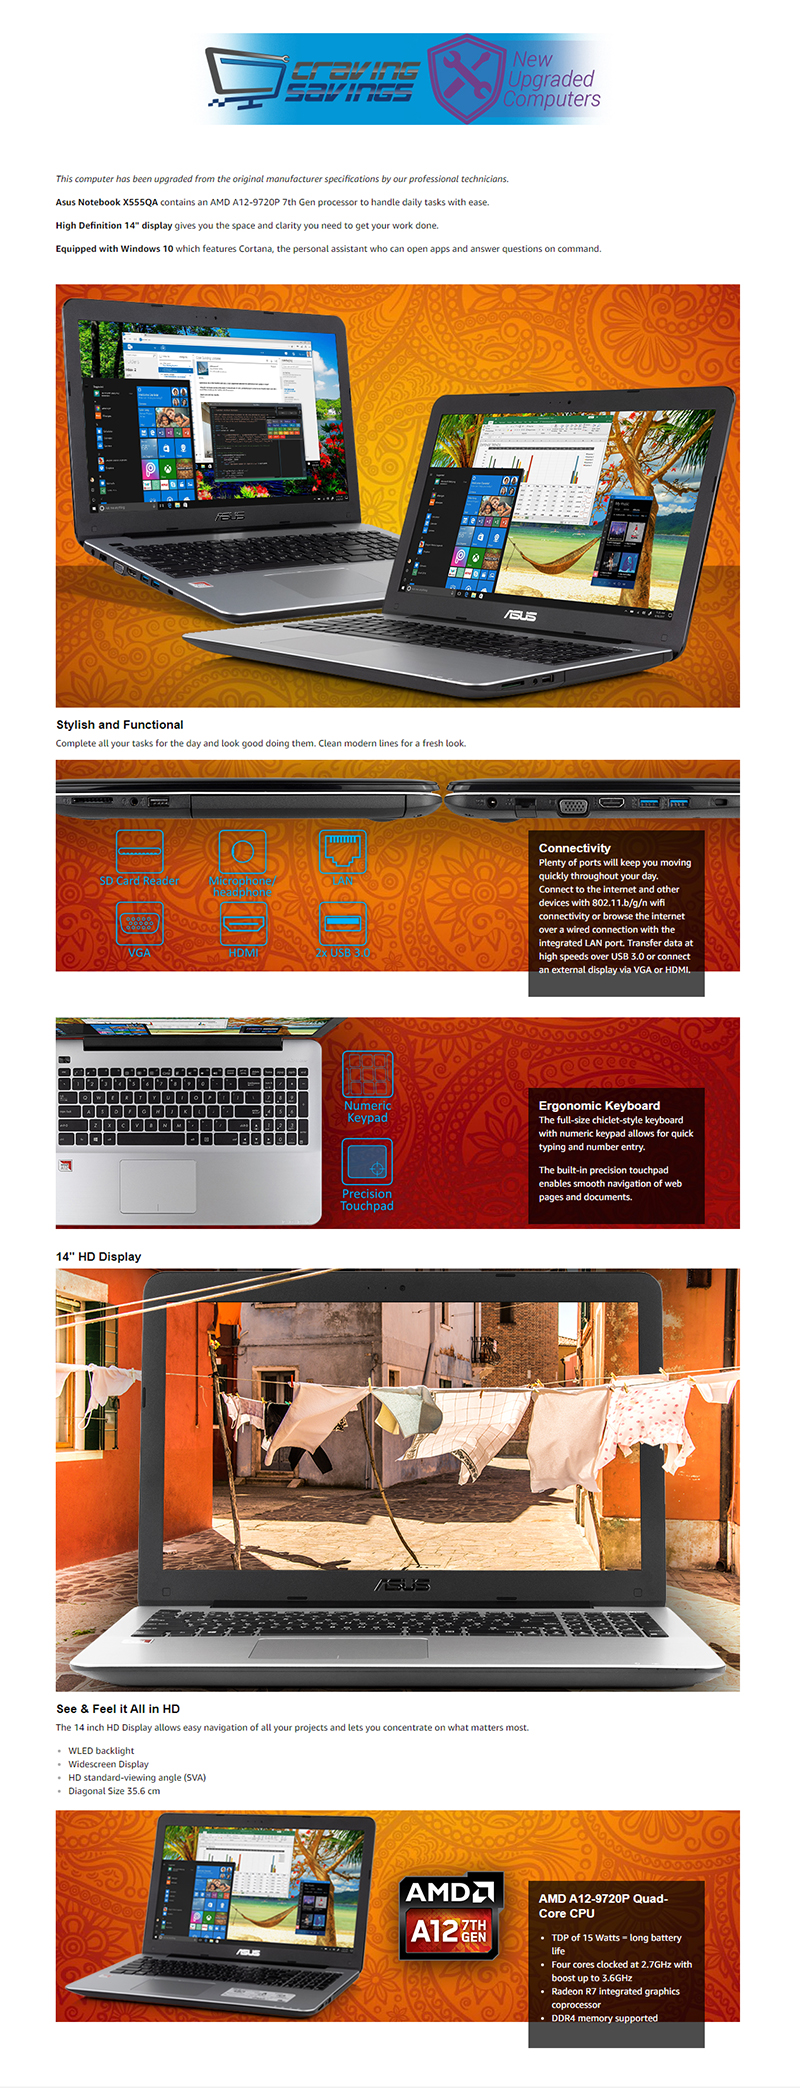 CRAVING
SAVINGS
New
Upgraded
Computers
This computer has been upgraded from the original manufacturer specifications by our professional technicians.
Asus Notebook X555QA contains an AMD A12-9720P 7th Gen processor to handle daily tasks with ease.
High Definition 14" display gives you the space and clarity you need to get your work done.
Equipped with Windows 10 which features Cortana, the personal assistant who can open apps and answer questions on command.
ASUS
ASUS
Stylish and Functional
Complete all your tasks for the day and look good doing them. Clean modern lines for a fresh look.
SD Card Reader
Microphone/
headphone
LAN
VGA
HDMI
2x USB 3.0
Connectivity
Plenty of ports will keep you moving
quickly throughout your day.
Connect to the internet and other
devices with 802.11.b/g/n wifi
connectivity or browse the internet
over a wired connection with the
integrated LAN port. Transfer data at
high speeds over USB 3.0 or connect
an external display via VGA or HDMI.
Numeric
Keypad
Precision
Touchpad
Ergonomic Keyboard
The full-size chiclet-style keyboard
with numeric keypad allows for quick
typing and number entry.
The built-in precision touchpad
enables smooth navigation of web
pages and documents.
14" HD Display
ASUS
See & Feel it All in HD
The 14 inch HD Display allows easy navigation of all your projects and lets you concentrate on what matters most.
WLED backlight
Widescreen Display
HD standard-viewing angle (SVA)
Diagonal Size 35.6 cm
ASUS
AMD
A12 7TH GEN
AMD A12-9720P Quad-
Core CPU
TDP of 15 Watts = long battery
life
Four cores clocked at 2.7GHz with
boost up to 3.6GHz
Radeon R7 integrated graphics
coprocessor
DDR4 memory supported